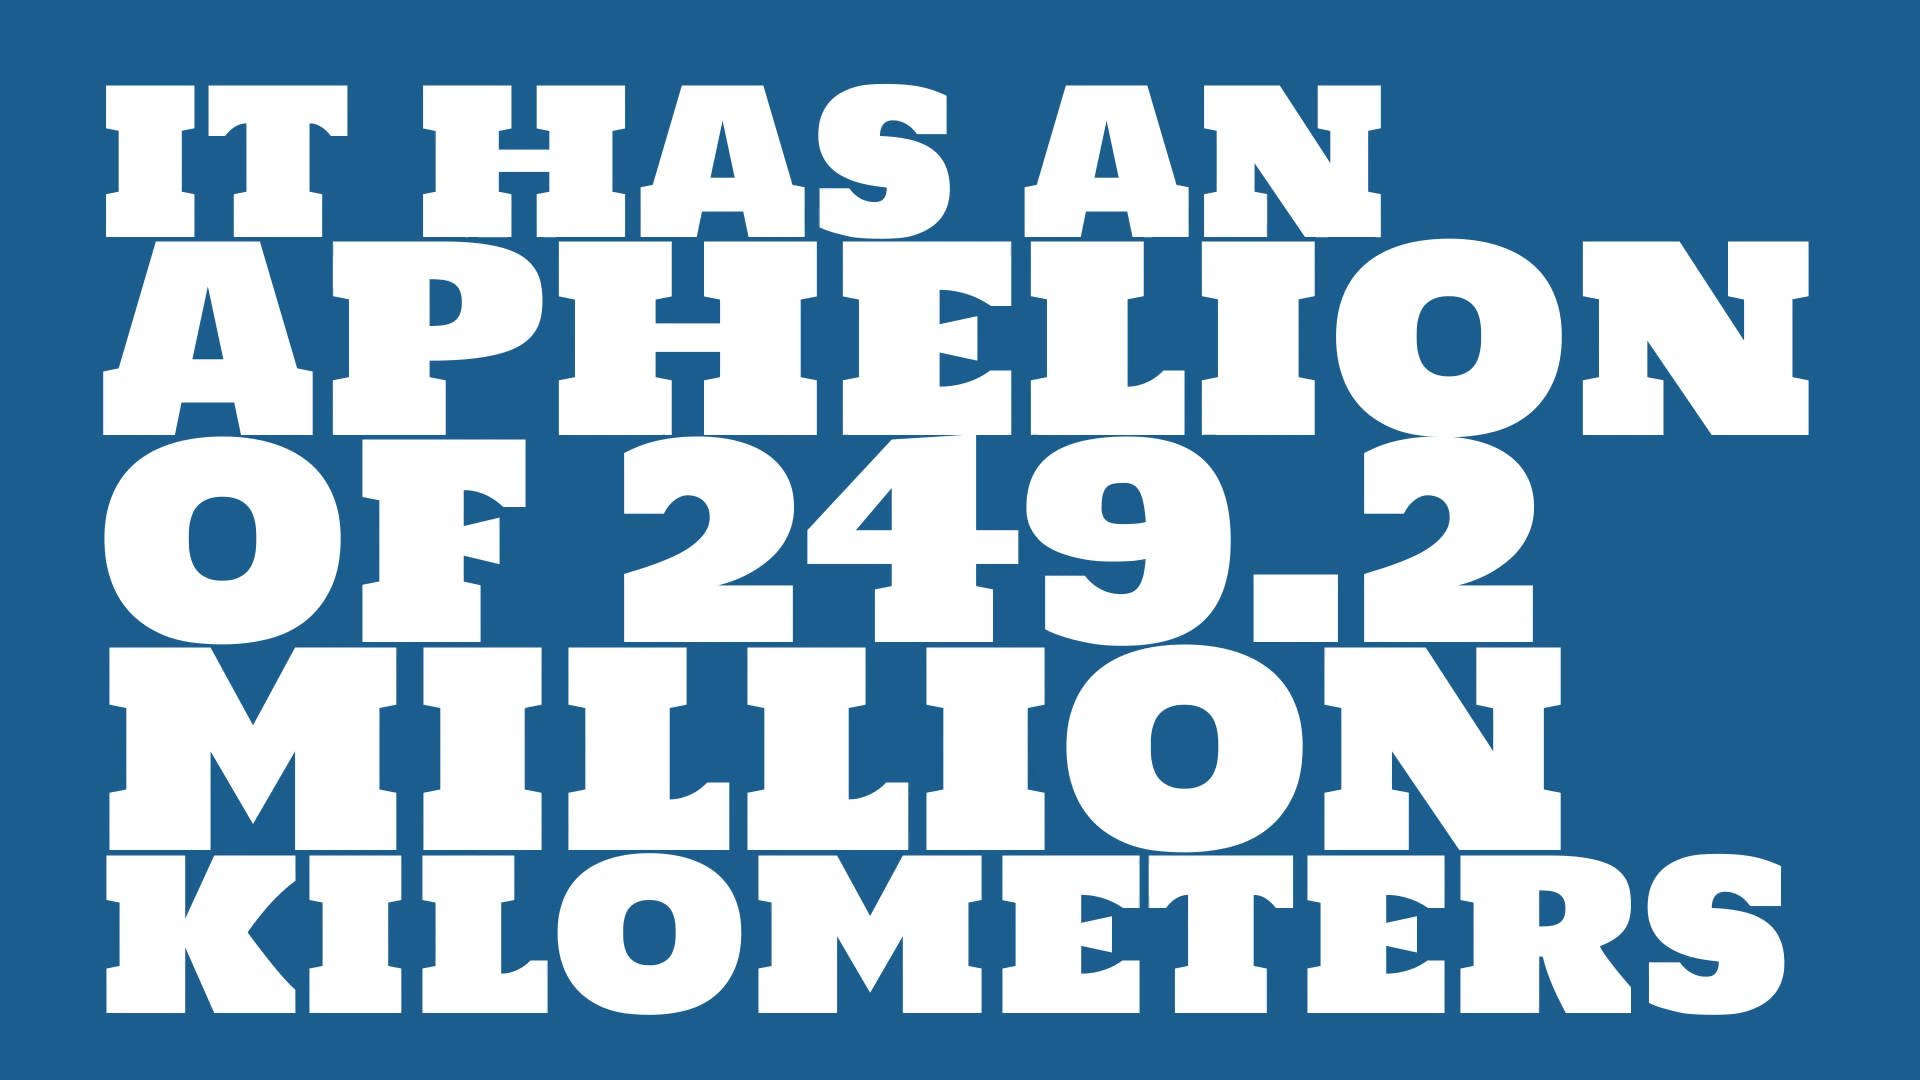 IT HAS AN
APHELION
OF 249.2
MILLION
KILOMETERS